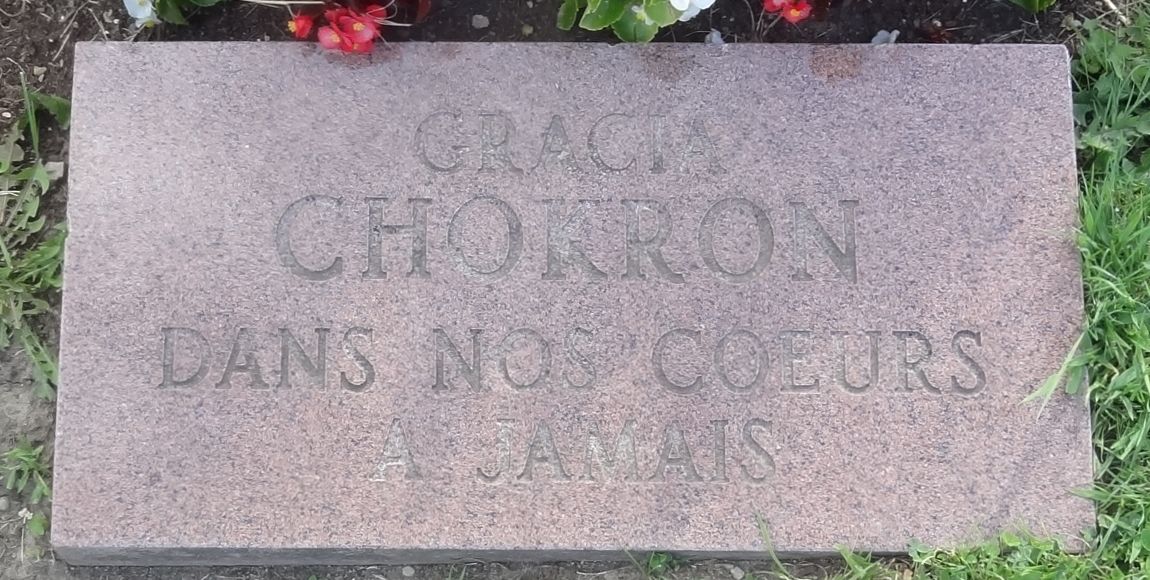 GRACIA
CHOKRON
DANS NOS COEURS
A JAMAIS